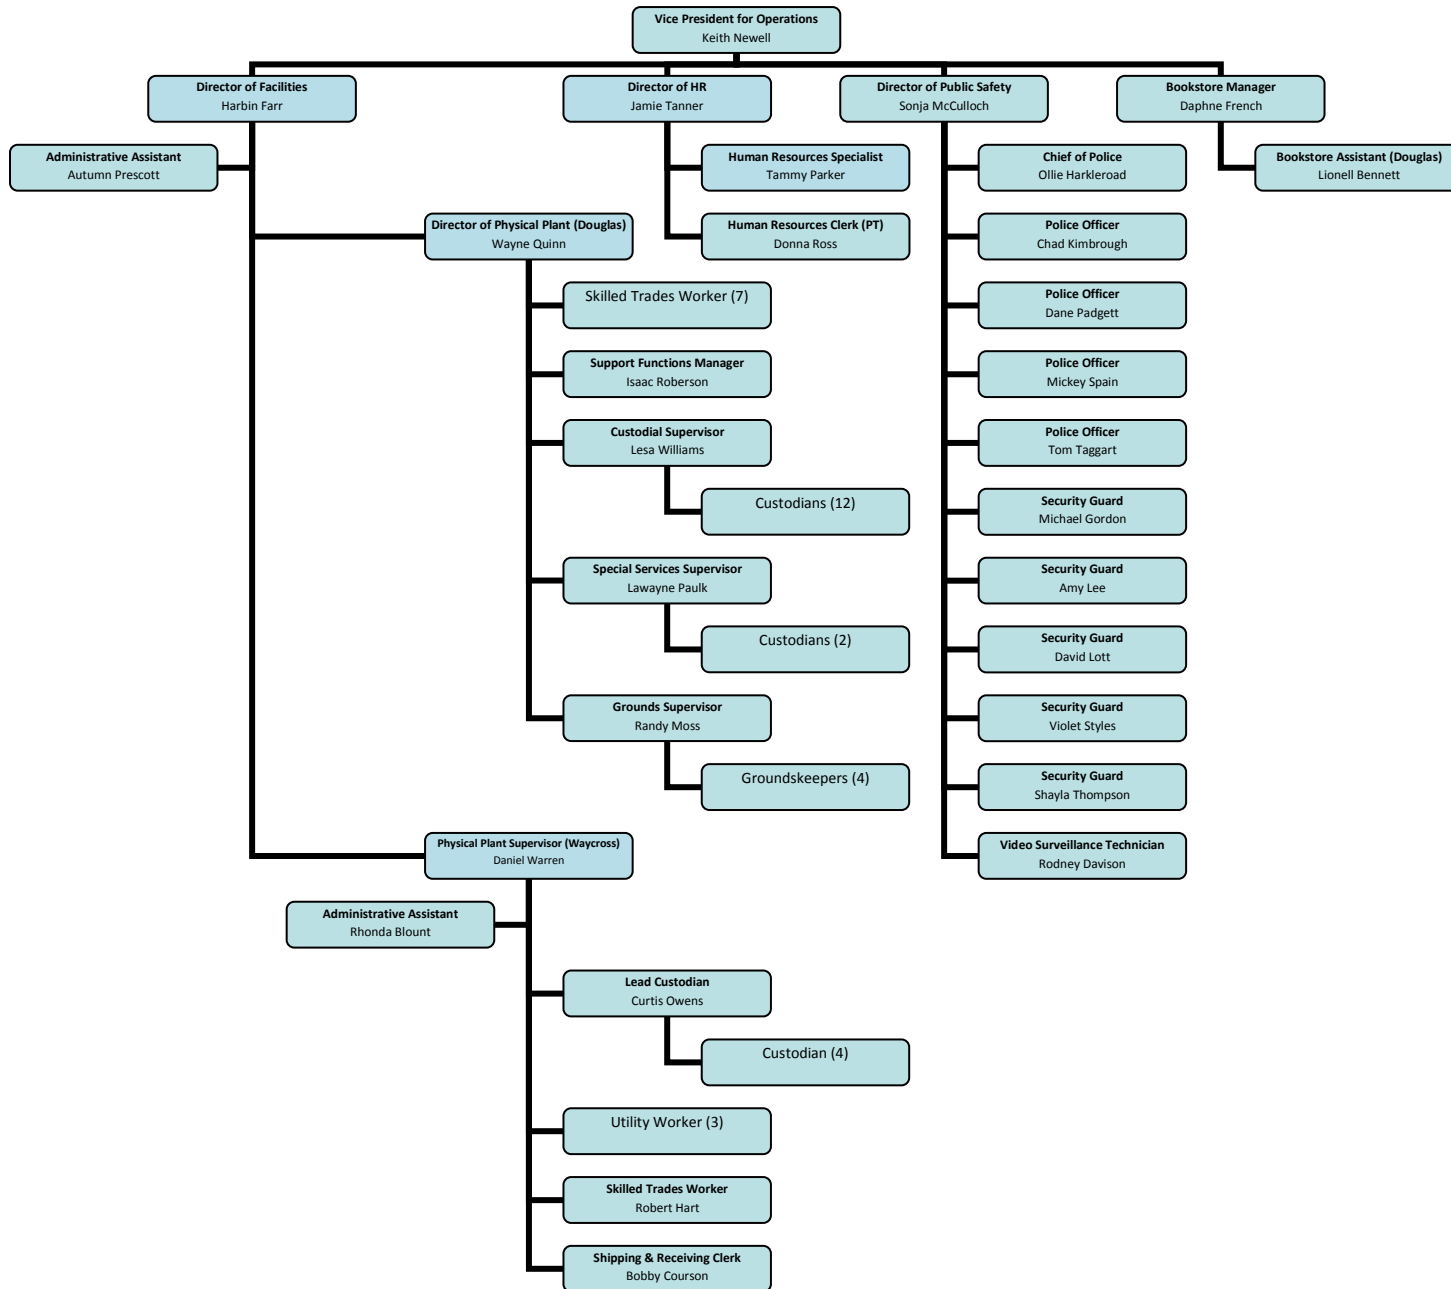 Vice President for Operations
Keith Newell
Director of Facilities
Harbin Farr
Director of HR
Jamie Tanner
Director of Public Safety
Sonja McCulloch
Bookstore Manager
Daphne French
Administrative Assistant
Autumn Prescott
Human Resources Specialist
Tammy Parker
Chief of Police
Ollie Harkleroad
Bookstore Assistant (Douglas)
Lionell Bennett
Director of Physical Plant (Douglas)
Wayne Quinn
Human Resources Clerk (PT)
Donna Ross
Police Officer
Chad Kimbrough
Skilled Trades Worker (7)
Police Officer
Dane Padgett
Support Functions Manager
Isaac Roberson
Police Officer
Mickey Spain
Custodial Supervisor
Lesa Williams
Police Officer
Tom Taggart
Custodians (12)
Security Guard
Michael Gordon
Special Services Supervisor
Lawayne Paulk
Security Guard
Amy Lee
Custodians (2)
Security Guard
David Lott
Grounds Supervisor
Randy Moss
Security Guard
Violet Styles
Groundskeepers (4)
Security Guard
Shayla Thompson
Physical Plant Supervisor (Waycross)
Daniel Warren
Video Surveillance Technician
Rodney Davison
Administrative Assistant
Rhonda Blount
Lead Custodian
Curtis Owens
Custodian (4)
Utility Worker (3)
Skilled Trades Worker
Robert Hart
Shipping & Receiving Clerk
Bobby Courson